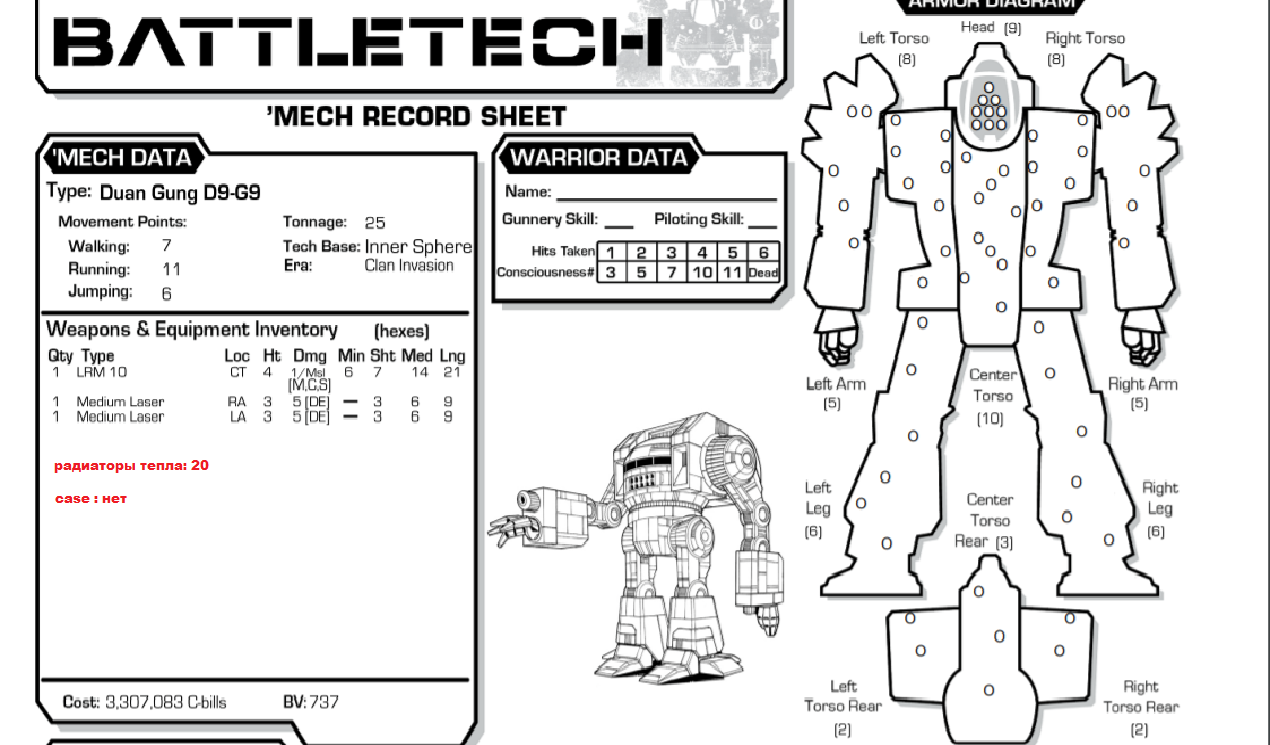 BATTLETECH
'MECH RECORD SHEET
'MECH DATA
Type: Duan Gung D9-G9
Movement Points:
Walking: 7
Running: 11
Jumping: 6
Tonnage: 25
Tech Base: Inner Sphere
Era: Clan Invasion
Weapons & Equipment Inventory (hexes)
Qty Type Loc Ht Dmg Min Sht Med Lng
1 LRM 10 CT 4 1/Msl 6 7 14 21
[M,C,S]
1 Medium Laser RA 3 5 [DE] — 3 6 9
1 Medium Laser LA 3 5 [DE] — 3 6 9
радиаторы тепла: 20
case : нет
Cost: 3,307,083 C-bills BV: 737
WARRIOR DATA
Name:
Gunnery Skill: Piloting Skill:
Hits Taken 1 2 3 4 5 6
Consciousness# 3 5 7 10 11 Dead
ARMOR DIAGRAM
Head (9)
Left Torso
(8)
Right Torso
(8)
Left Arm
(5)
Center
Torso
(10)
Right Arm
(5)
Left
Leg
(6)
Center
Torso
Rear (3)
Right
Leg
(6)
Left
Torso Rear
(2)
Right
Torso Rear
(2)